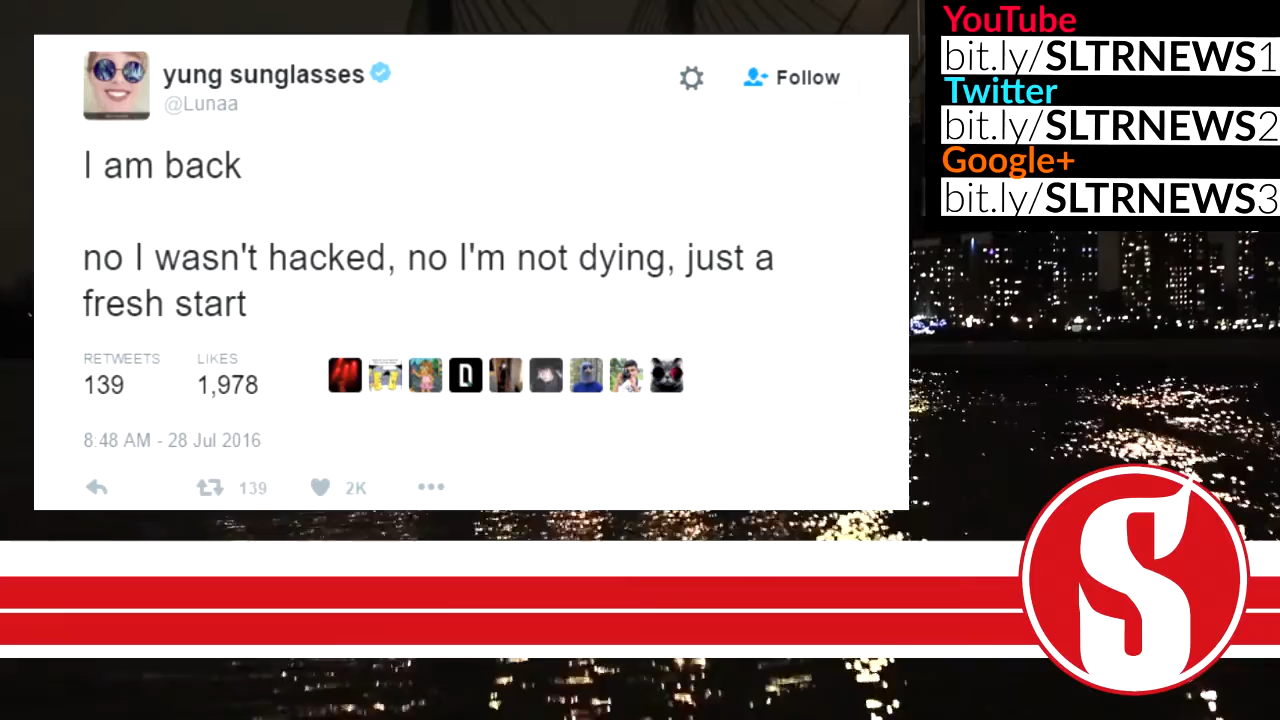 yung sunglasses
@Lunaa
Follow
I am back
no I wasn't hacked, no I'm not dying, just a
fresh start
RETWEETS LIKES
139 1,978
8:48 AM - 28 Jul 2016
139 2K
YouTube
bit.ly/SLTRNEWS1
Twitter
bit.ly/SLTRNEWS2
Google+
bit.ly/SLTRNEWS3
S